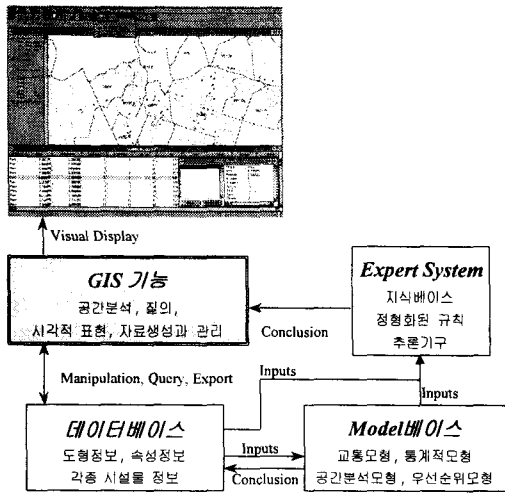 Visual Display
GIS 기능
공간분석, 질의,
시각적 표현, 자료생성과 관리
Expert System
지식베이스
정형화된 규칙
추론기구
Conclusion
Manipulation, Query, Export
Inputs
Inputs
데이터베이스
도형정보, 속성정보
각종 시설물 정보
Inputs
Conclusion
Model베이스
교통모형, 통계적모형
공간분석모형, 우선순위모형